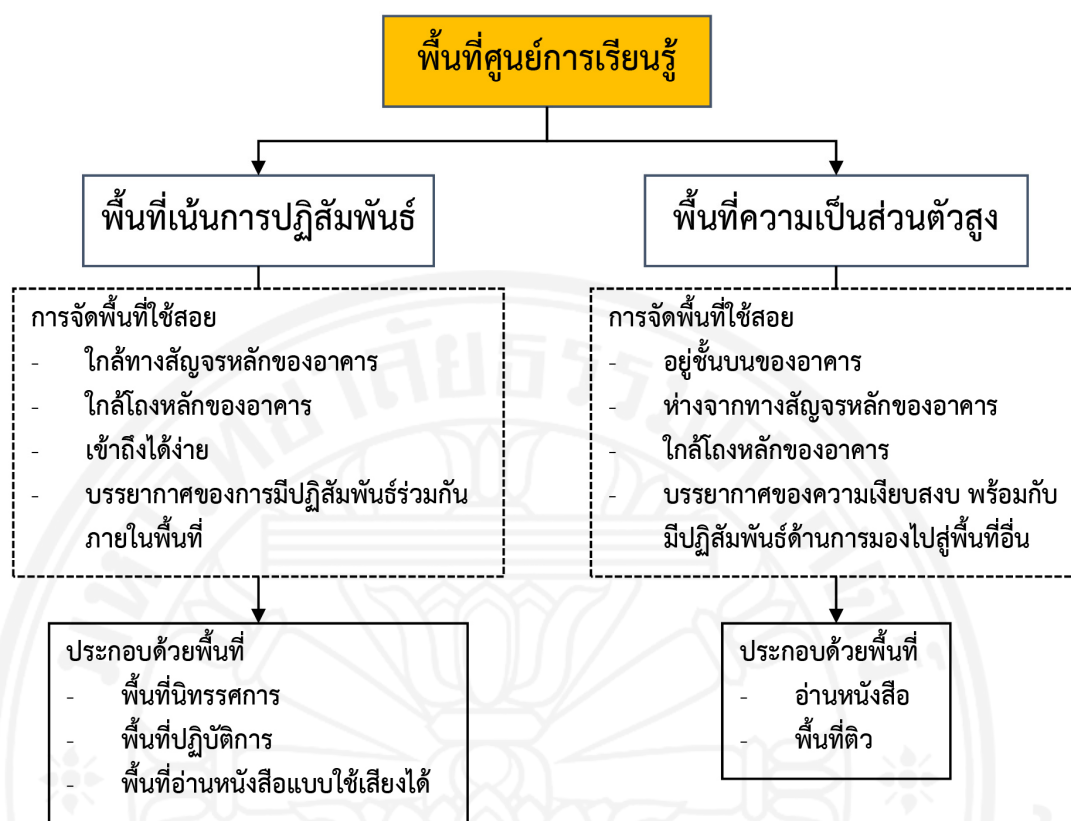 พื้นที่ศูนย์การเรียนรู้
พื้นที่เน้นการปฏิสัมพันธ์
การจัดพื้นที่ใช้สอย
- ใกล้ทางสัญจรหลักของอาคาร
- ใกล้โถงหลักของอาคาร
- เข้าถึงได้ง่าย
- บรรยากาศของการมีปฏิสัมพันธ์ร่วมกัน
ภายในพื้นที่
ประกอบด้วยพื้นที่
- พื้นที่นิทรรศการ
- พื้นที่ปฏิบัติการ
- พื้นที่อ่านหนังสือแบบใช้เสียงได้
พื้นที่ความเป็นส่วนตัวสูง
การจัดพื้นที่ใช้สอย
- อยู่ชั้นบนของอาคาร
- ห่างจากทางสัญจรหลักของอาคาร
- ใกล้โถงหลักของอาคาร
- บรรยากาศของความเงียบสงบ พร้อมกับ
มีปฏิสัมพันธ์ด้านการมองไปสู่พื้นที่อื่น
ประกอบด้วยพื้นที่
- อ่านหนังสือ
- พื้นที่ติว